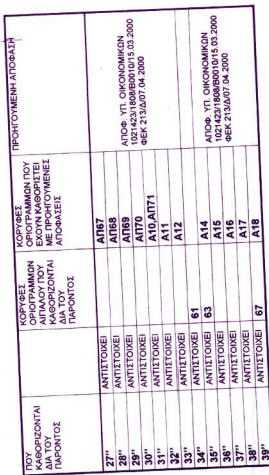 ΠΟΥ
ΚΑΘΟΡΙΖΟΝΤΑΙ
ΔΙΑ ΤΟΥ
ΠΑΡΟΝΤΟΣ
ΚΟΡΥΦΕΣ
ΟΡΙΟΓΡΑΜΜΩΝ
ΑΙΓΙΑΛΟΥ ΠΟΥ
ΚΑΘΟΡΙΖΟΝΤΑΙ
ΔΙΑ ΤΟΥ
ΠΑΡΟΝΤΟΣ
ΚΟΡΥΦΕΣ
ΟΡΙΟΓΡΑΜΜΩΝ ΠΟΥ
ΕΧΟΥΝ ΚΑΘΟΡΙΣΤΕΙ
ΜΕ ΠΡΟΗΓΟΥΜΕΝΕΣ
ΑΠΟΦΑΣΕΙΣ
ΠΡΟΗΓΟΥΜΕΝΗ ΑΠΟΦΑΣΗ
27'' ΑΝΤΙΣΤΟΙΧΕΙ ΑΠ67
28'' ΑΝΤΙΣΤΟΙΧΕΙ ΑΠ68
29'' ΑΝΤΙΣΤΟΙΧΕΙ ΑΠ69
30'' ΑΝΤΙΣΤΟΙΧΕΙ ΑΠ70
31'' ΑΝΤΙΣΤΟΙΧΕΙ Α10,ΑΠ71
32'' ΑΝΤΙΣΤΟΙΧΕΙ Α11
33'' ΑΝΤΙΣΤΟΙΧΕΙ Α12
ΑΠΟΦ. ΥΠ. ΟΙΚΟΝΟΜΙΚΩΝ
1021423/1808/Β0010/15.03.2000
ΦΕΚ 213/Δ/07.04.2000
34'' ΑΝΤΙΣΤΟΙΧΕΙ 61
35'' ΑΝΤΙΣΤΟΙΧΕΙ 63 Α14
36'' ΑΝΤΙΣΤΟΙΧΕΙ Α15
37'' ΑΝΤΙΣΤΟΙΧΕΙ Α16
38'' ΑΝΤΙΣΤΟΙΧΕΙ Α17
39'' ΑΝΤΙΣΤΟΙΧΕΙ 67 Α18
ΑΠΟΦ. ΥΠ. ΟΙΚΟΝΟΜΙΚΩΝ
1021423/1808/Β0010/15.03.2000
ΦΕΚ 213/Δ/07.04.2000